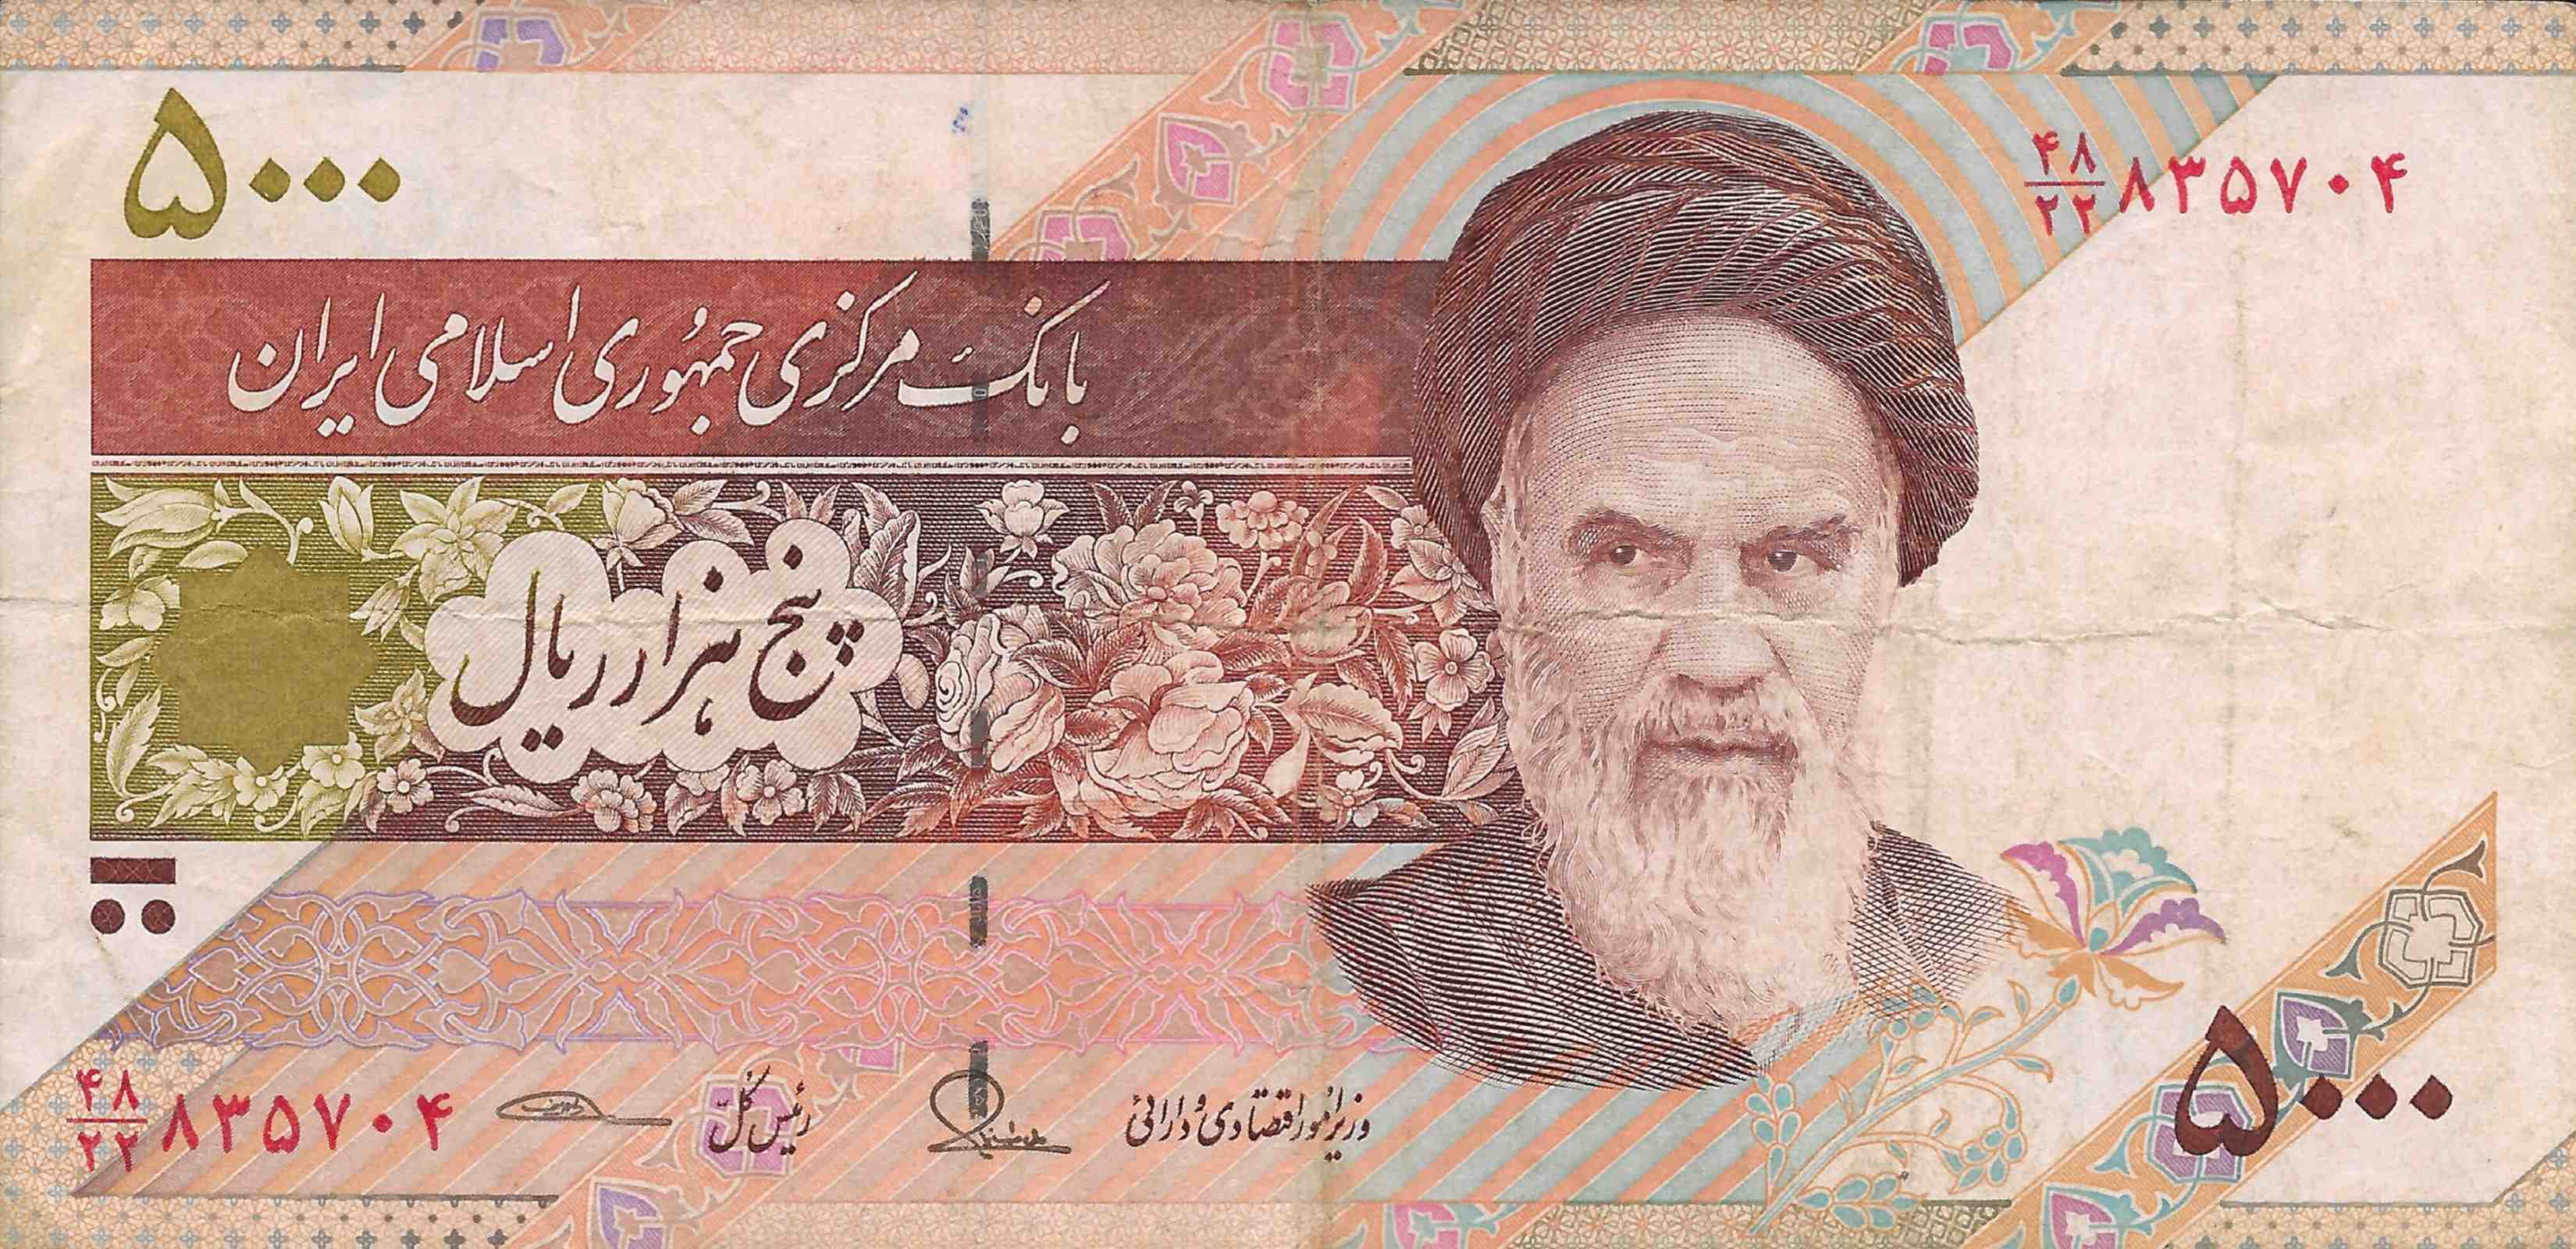 ۵۰۰۰
۴۸/۲۲ ۸۳۵۷۰۴
بانک مرکزی جمهوری اسلامی ایران
پنج هزار ریال
وزیر امور اقتصادی و دارائی
رئیس کل
۴۸/۲۲ ۸۳۵۷۰۴
۵۰۰۰